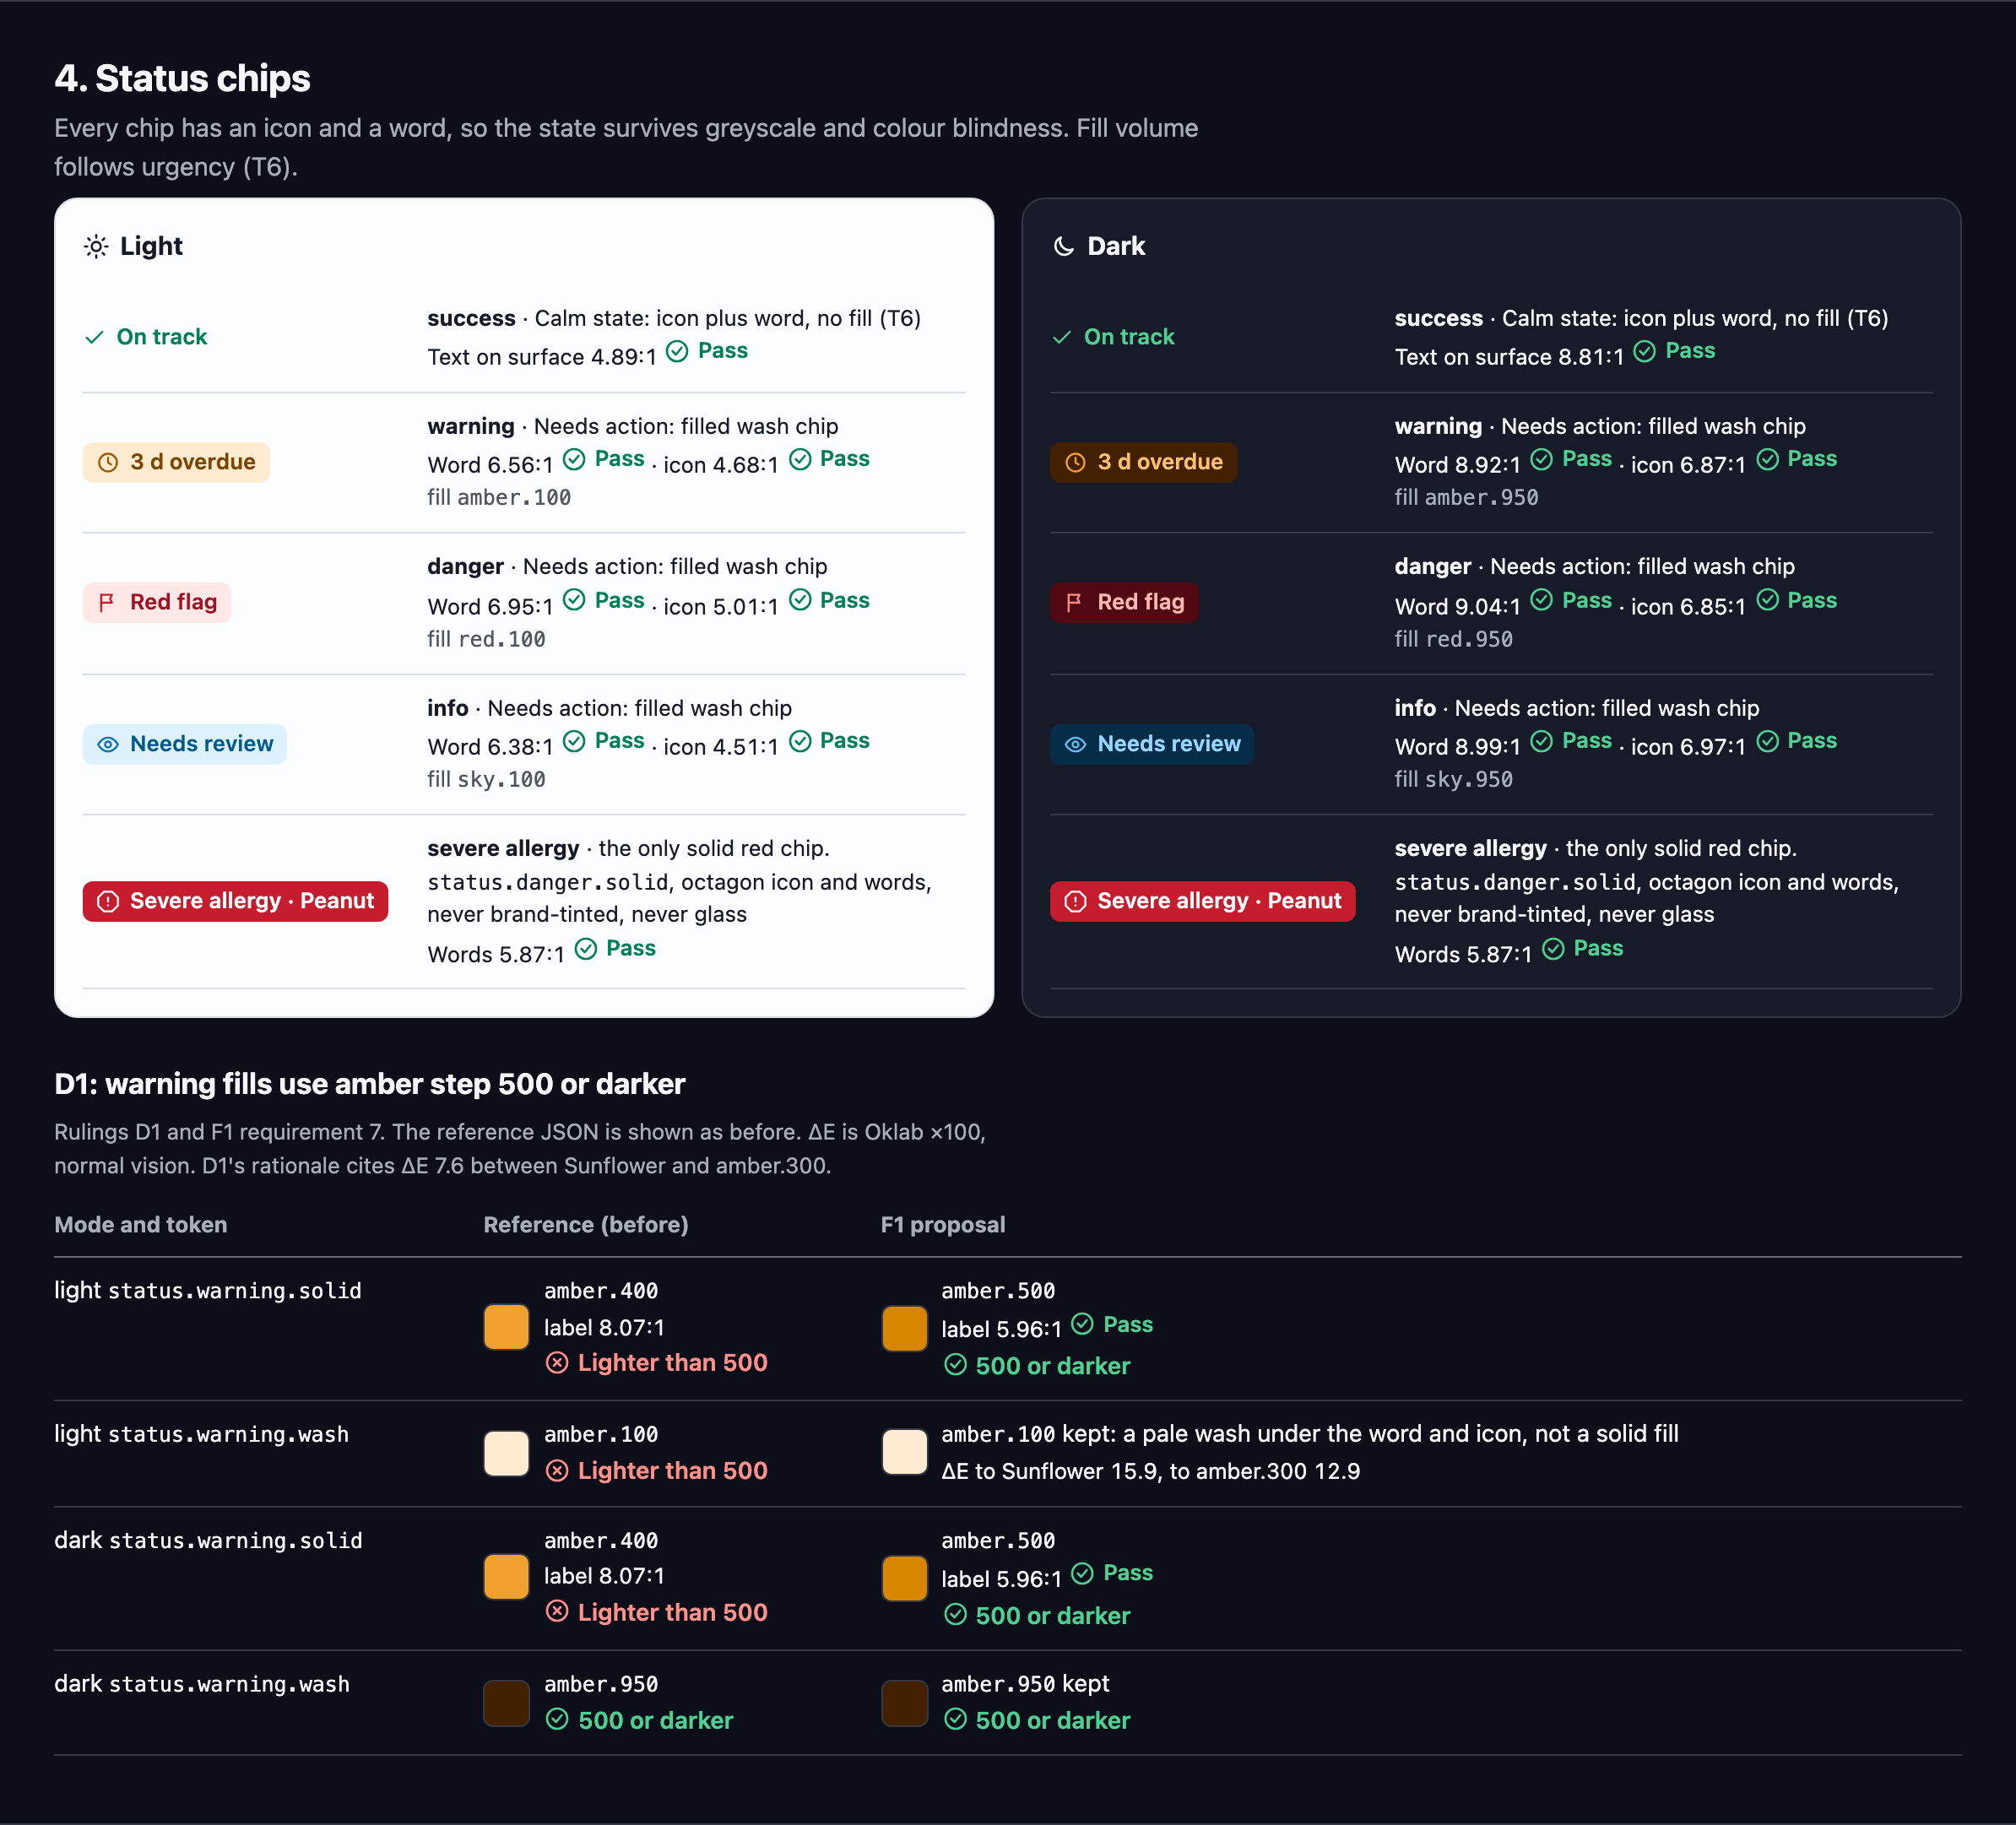 4. Status chips
Every chip has an icon and a word, so the state survives greyscale and colour blindness. Fill volume
follows urgency (T6).
Light
On track
success · Calm state: icon plus word, no fill (T6)
Text on surface 4.89:1 Pass
3 d overdue
warning · Needs action: filled wash chip
Word 6.56:1 Pass · icon 4.68:1 Pass
fill amber.100
Red flag
danger · Needs action: filled wash chip
Word 6.95:1 Pass · icon 5.01:1 Pass
fill red.100
Needs review
info · Needs action: filled wash chip
Word 6.38:1 Pass · icon 4.51:1 Pass
fill sky.100
Severe allergy · Peanut
severe allergy · the only solid red chip.
status.danger.solid, octagon icon and words,
never brand-tinted, never glass
Words 5.87:1 Pass
Dark
On track
success · Calm state: icon plus word, no fill (T6)
Text on surface 8.81:1 Pass
3 d overdue
warning · Needs action: filled wash chip
Word 8.92:1 Pass · icon 6.87:1 Pass
fill amber.950
Red flag
danger · Needs action: filled wash chip
Word 9.04:1 Pass · icon 6.85:1 Pass
fill red.950
Needs review
info · Needs action: filled wash chip
Word 8.99:1 Pass · icon 6.97:1 Pass
fill sky.950
Severe allergy · Peanut
severe allergy · the only solid red chip.
status.danger.solid, octagon icon and words,
never brand-tinted, never glass
Words 5.87:1 Pass
D1: warning fills use amber step 500 or darker
Rulings D1 and F1 requirement 7. The reference JSON is shown as before. ΔE is Oklab ×100,
normal vision. D1's rationale cites ΔE 7.6 between Sunflower and amber.300.
Mode and token
Reference (before)
F1 proposal
light status.warning.solid
amber.400
label 8.07:1
Lighter than 500
amber.500
label 5.96:1 Pass
500 or darker
light status.warning.wash
amber.100
Lighter than 500
amber.100 kept: a pale wash under the word and icon, not a solid fill
ΔE to Sunflower 15.9, to amber.300 12.9
dark status.warning.solid
amber.400
label 8.07:1
Lighter than 500
amber.500
label 5.96:1 Pass
500 or darker
dark status.warning.wash
amber.950
500 or darker
amber.950 kept
500 or darker